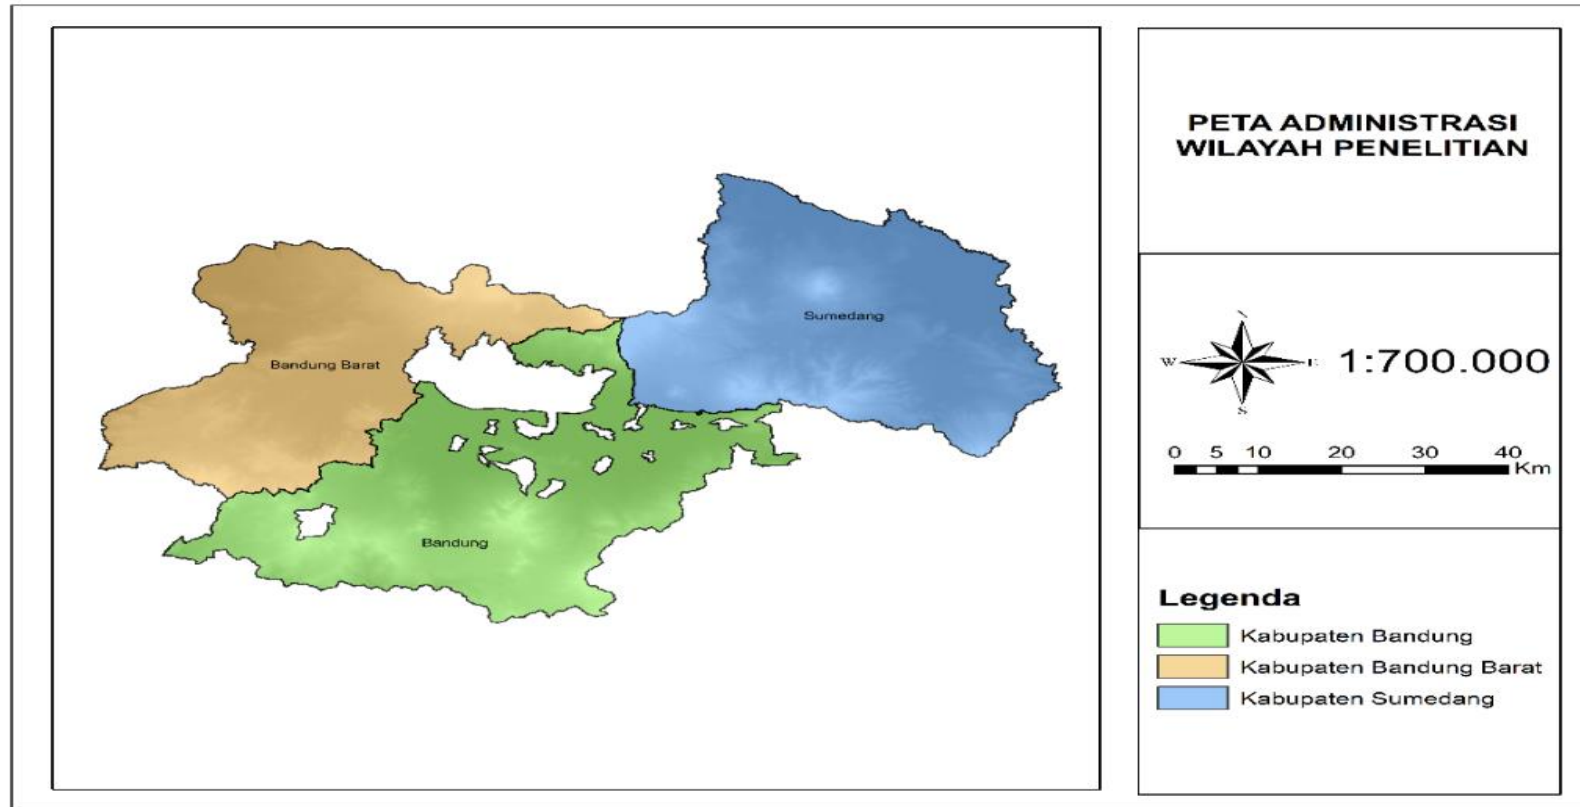 PETA ADMINISTRASI
WILAYAH PENELITIAN
Sumedang
Bandung Barat
Bandung
N
W
E
S
1:700.000
0 5 10 20 30 40
Km
Legenda
Kabupaten Bandung
Kabupaten Bandung Barat
Kabupaten Sumedang